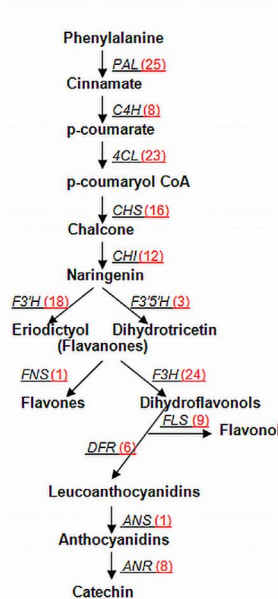 Phenylalanine
PAL (25)
Cinnamate
C4H (8)
p-coumarate
4CL (23)
p-coumaryol CoA
CHS (16)
Chalcone
CHI (12)
Naringenin
F3'H (18) F3'5'H (3)
Eriodictyol Dihydrotricetin
(Flavanones)
FNS (1) F3H (24)
Flavones Dihydroflavonols
FLS (9)
Flavonol
DFR (6)
Leucoanthocyanidins
ANS (1)
Anthocyanidins
ANR (8)
Catechin